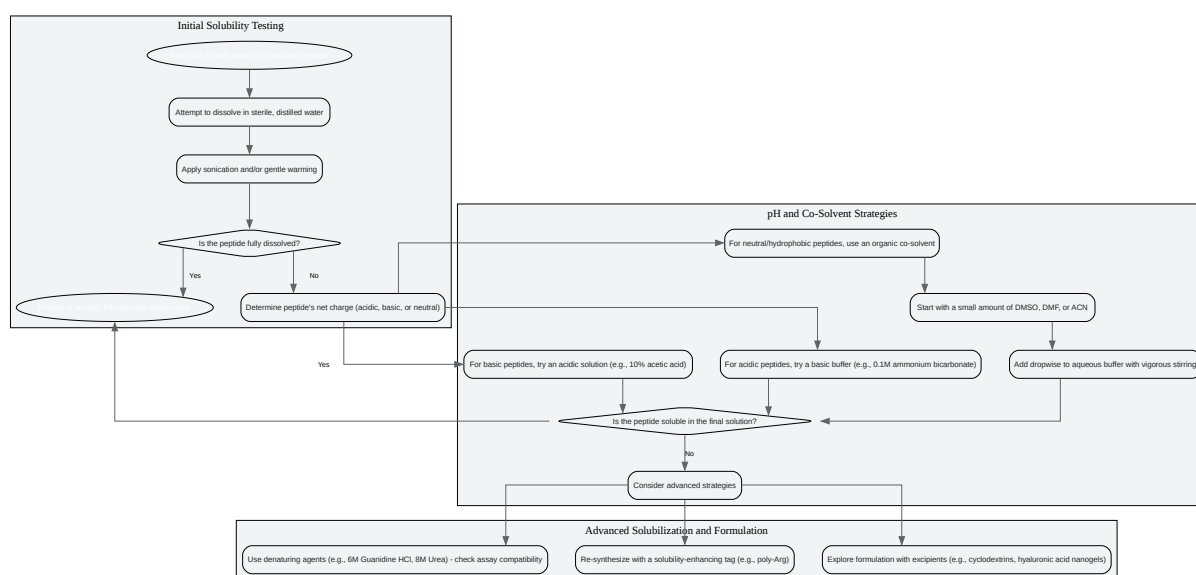 Initial Solubility Testing
Attempt to dissolve in sterile, distilled water
Apply sonication and/or gentle warming
Is the peptide fully dissolved?
Yes
No
Determine peptide's net charge (acidic, basic, or neutral)
pH and Co-Solvent Strategies
For neutral/hydrophobic peptides, use an organic co-solvent
Start with a small amount of DMSO, DMF, or ACN
Yes
For basic peptides, try an acidic solution (e.g., 10% acetic acid)
For acidic peptides, try a basic buffer (e.g., 0.1M ammonium bicarbonate)
Add dropwise to aqueous buffer with vigorous stirring
Is the peptide soluble in the final solution?
No
Consider advanced strategies
Advanced Solubilization and Formulation
Use denaturing agents (e.g., 6M Guanidine HCl, 8M Urea) - check assay compatibility
Re-synthesize with a solubility-enhancing tag (e.g., poly-Arg)
Explore formulation with excipients (e.g., cyclodextrins, hyaluronic acid nanogels)